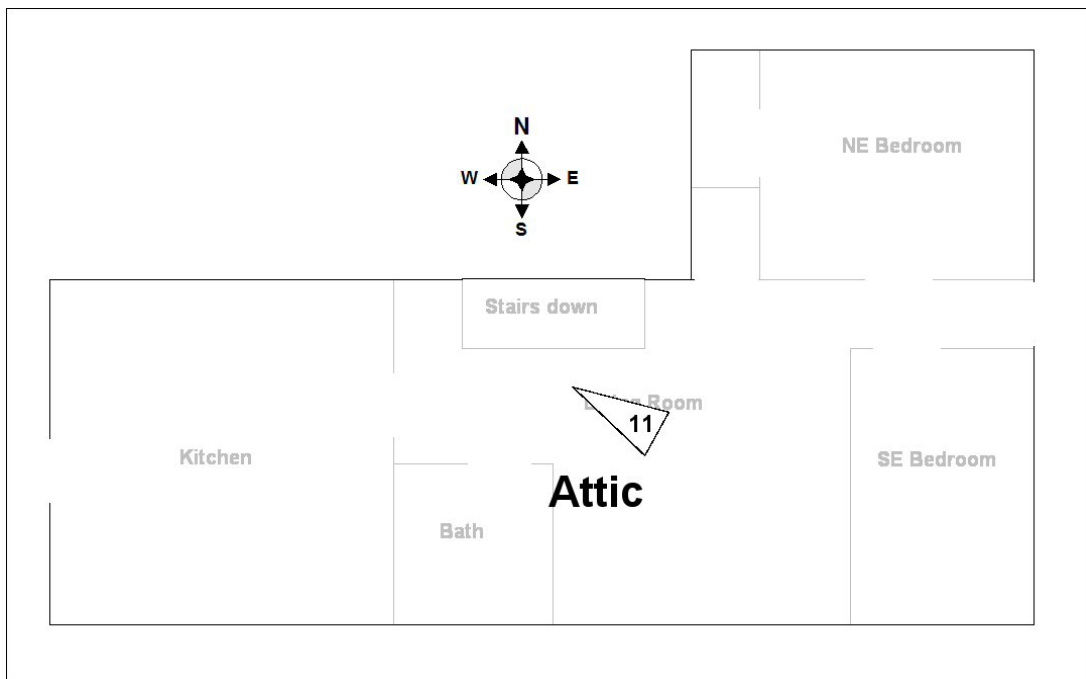 N
NE Bedroom
W E
S
Stairs down
Room
11
Kitchen
SE Bedroom
Attic
Bath